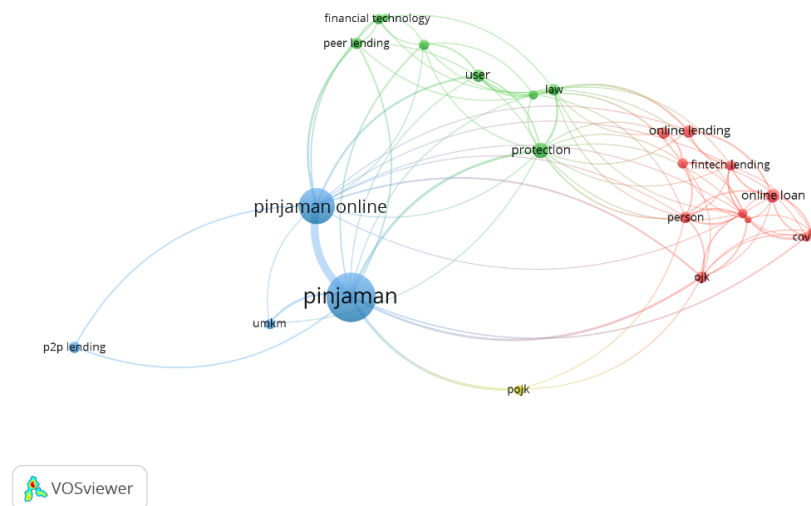 financial technology
peer lending
user
law
online lending
protection
fintech lending
online loan
pinjaman online
person
cov
ojk
pinjaman
umkm
p2p lending
pojk
VOSviewer